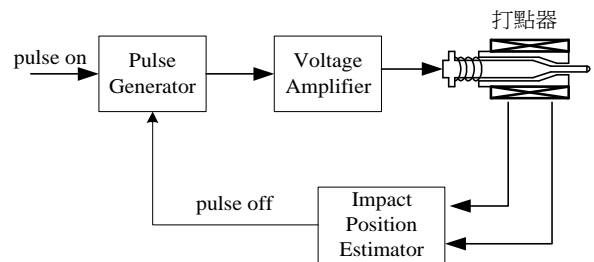 打點器
pulse on
Pulse
Generator
Voltage
Amplifier
pulse off
Impact
Position
Estimator